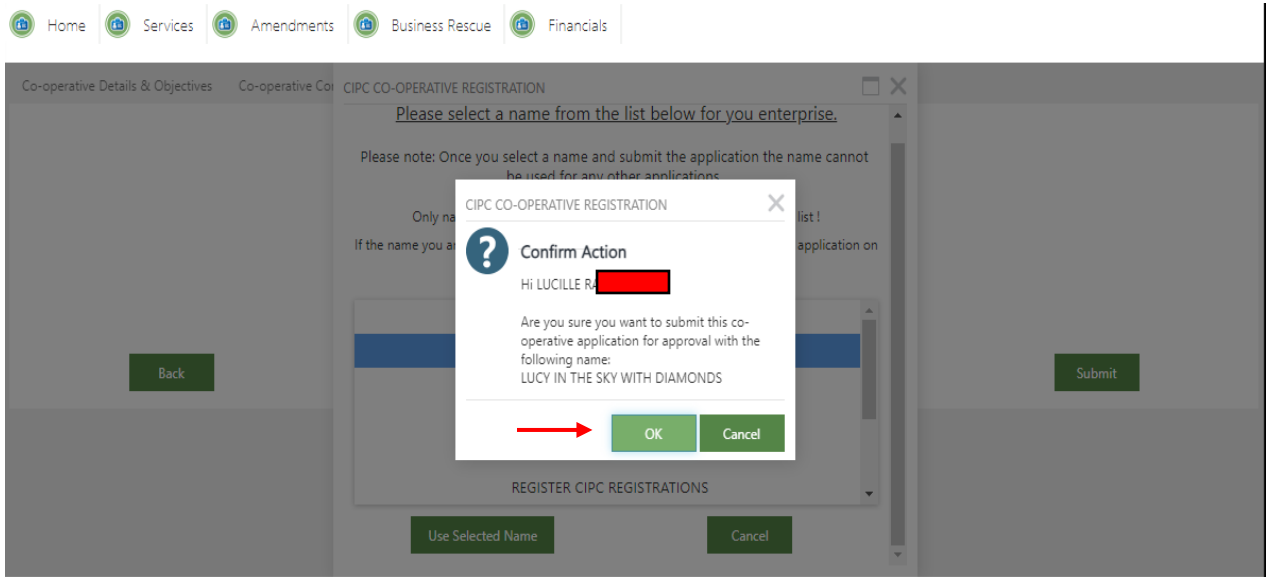 Home Services Amendments Business Rescue Financials
Co-operative Details & Objectives Co-operative
CIPC CO-OPERATIVE REGISTRATION
Please select a name from the list below for you enterprise.
Please note: Once you select a name and submit the application the name cannot
be used for any other applications
Only list !
If the name you application on
CIPC CO-OPERATIVE REGISTRATION
Confirm Action
Hi LUCILLE
Are you sure you want to submit this co-
operative application for approval with the
following name:
LUCY IN THE SKY WITH DIAMONDS
OK Cancel
Back
Submit
REGISTER CIPC REGISTRATIONS
Use Selected Name Cancel